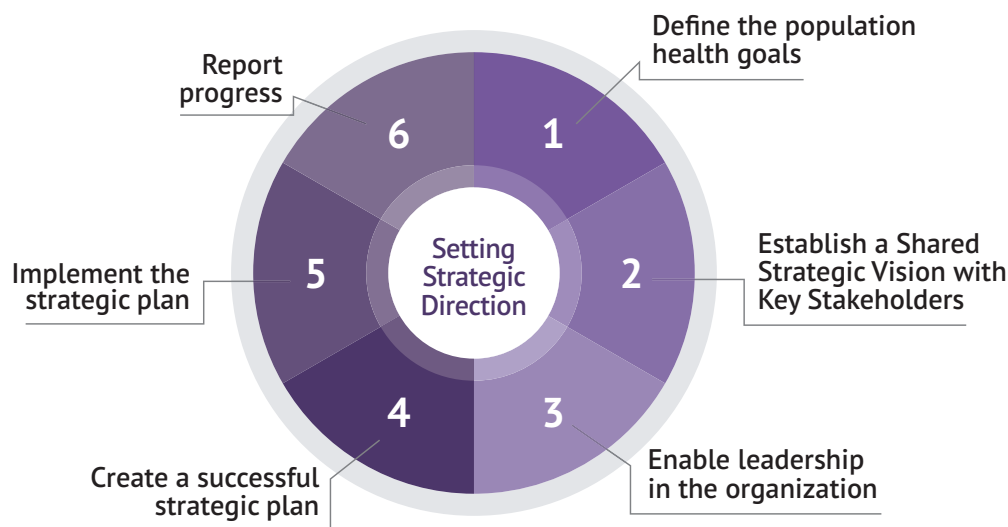 Setting
Strategic
Direction
1
Define the population
health goals
2
Establish a Shared
Strategic Vision with
Key Stakeholders
3
Enable leadership
in the organization
4
Create a successful
strategic plan
5
Implement the
strategic plan
6
Report
progress